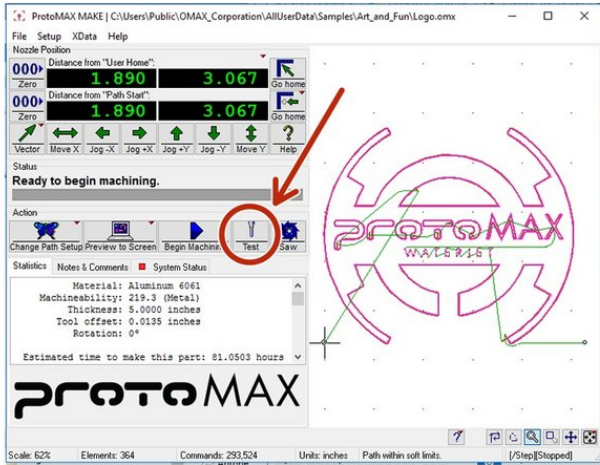 ProtoMAX MAKE | C:\Users\Public\OMAX_Corporation\AllUserData\Samples\Art_and_Fun\Logo.omx
File Setup XData Help
Nozzle Position
Distance from "User Home":
000 1.890 3.067
Zero Go home
Distance from "Path Start":
000 1.890 3.067
Zero Go home
Vector Move X Jog -X Jog +X Jog +Y Jog -Y Move Y Help
Status
Ready to begin machining.
Action
Change Path Setup Preview to Screen Begin Machining Test Saw
Statistics Notes & Comments System Status
Material: Aluminum 6061
Machineability: 219.3 (Metal)
Thickness: 5.0000 inches
Tool offset: 0.0135 inches
Rotation: 0°
Estimated time to make this part: 81.0503 hours
protoMAX
WATERJET
protoMAX
Scale: 62% Elements: 364 Commands: 293,524 Units: inches Path within soft limits. [/Step][Stopped]